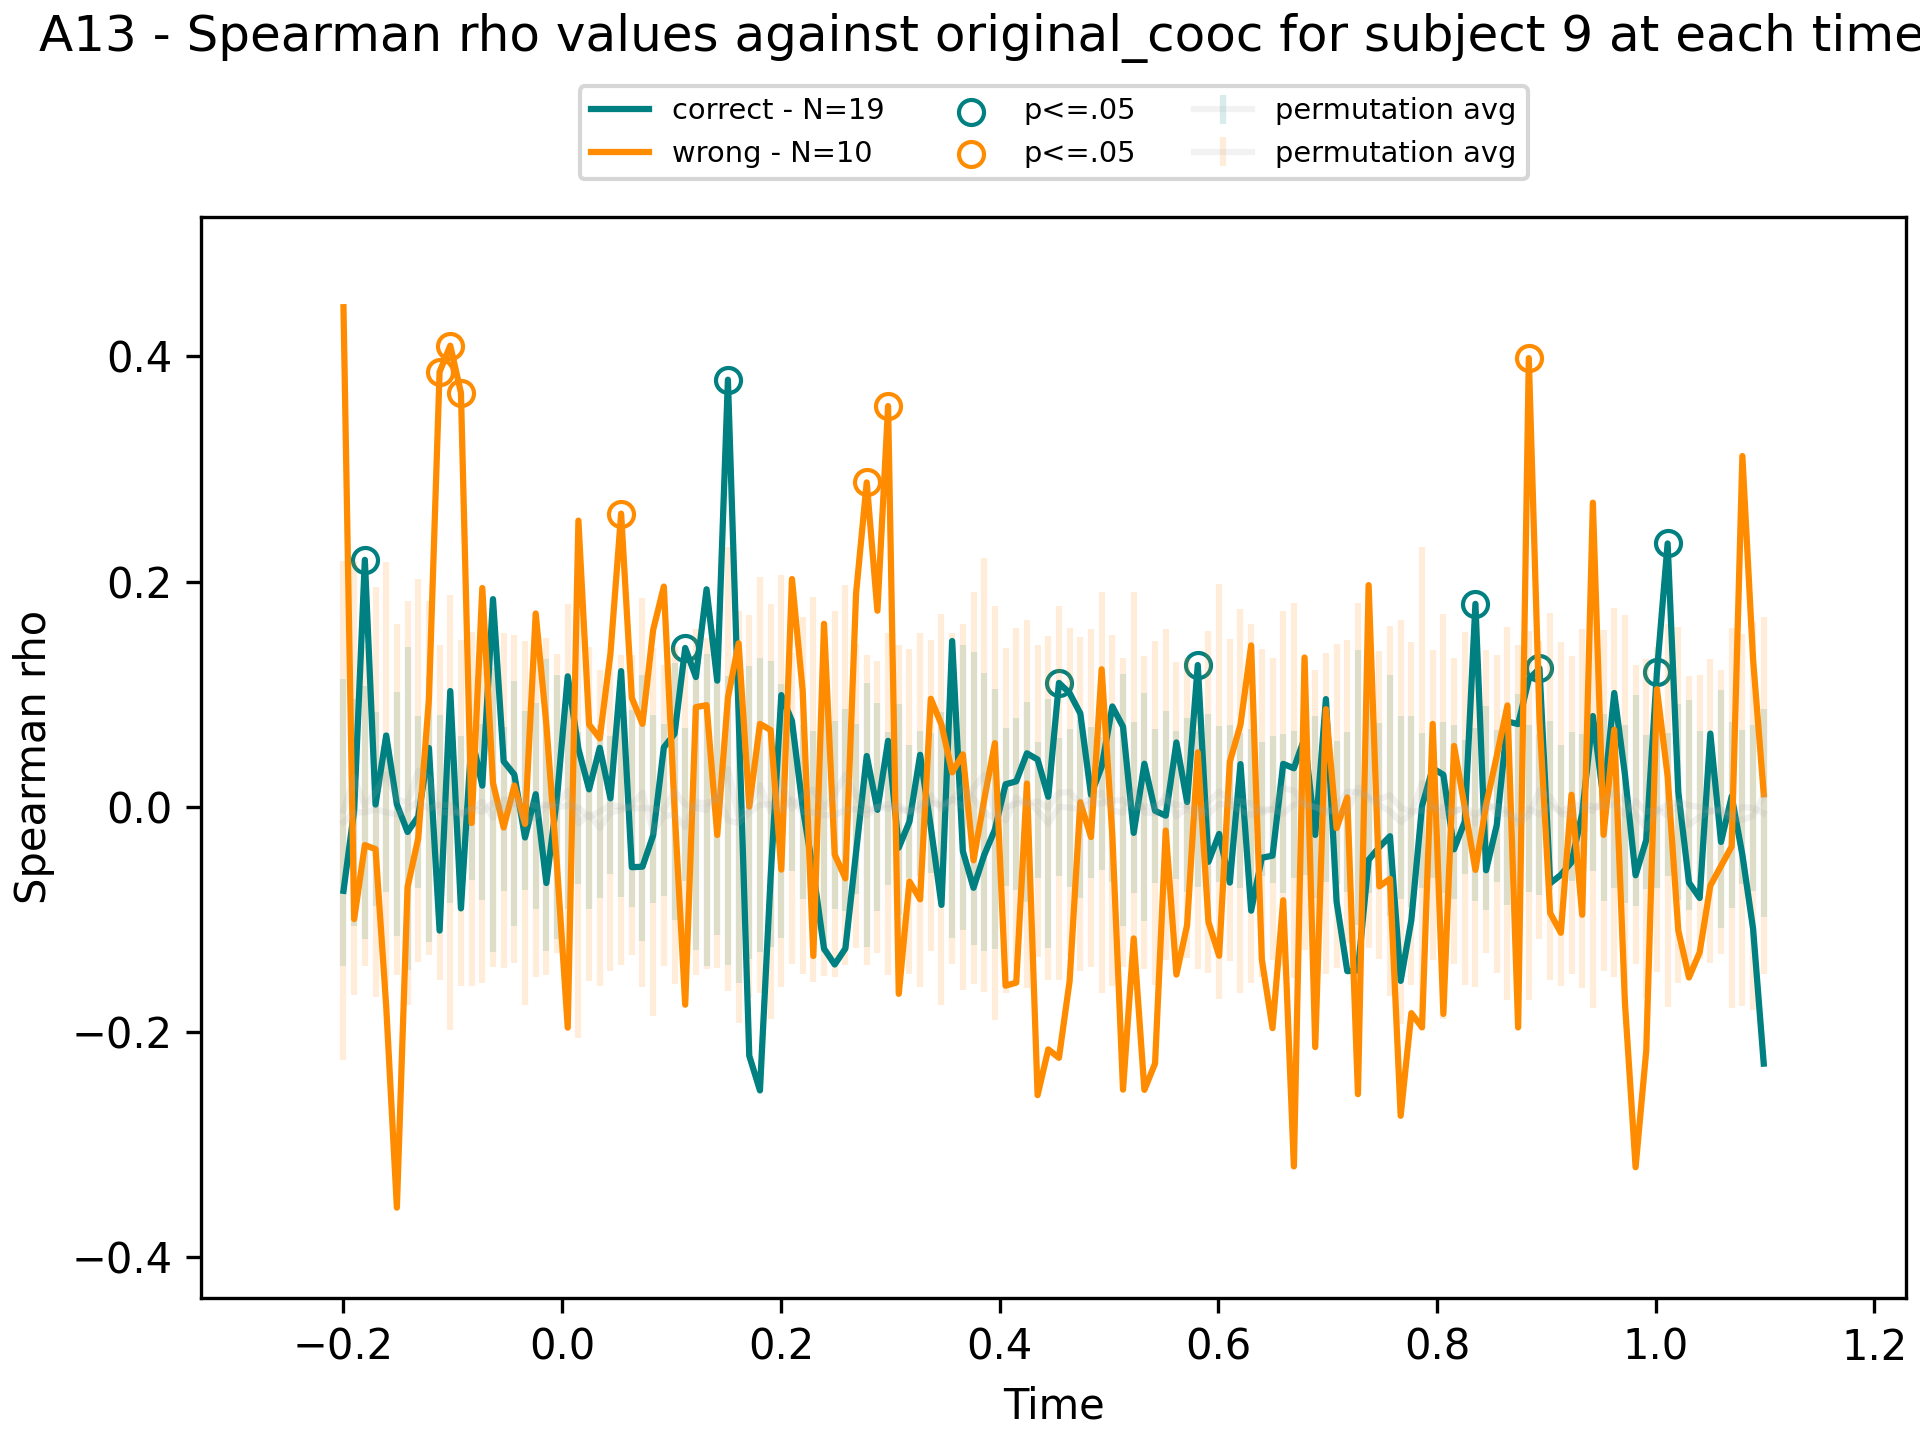 A13 - Spearman rho values against original_cooc for subject 9 at each time
correct - N=19 p<=.05 permutation avg
wrong - N=10 p<=.05 permutation avg
Spearman rho
0.4
0.2
0.0
−0.2
−0.4
−0.2 0.0 0.2 0.4 0.6 0.8 1.0 1.2
Time